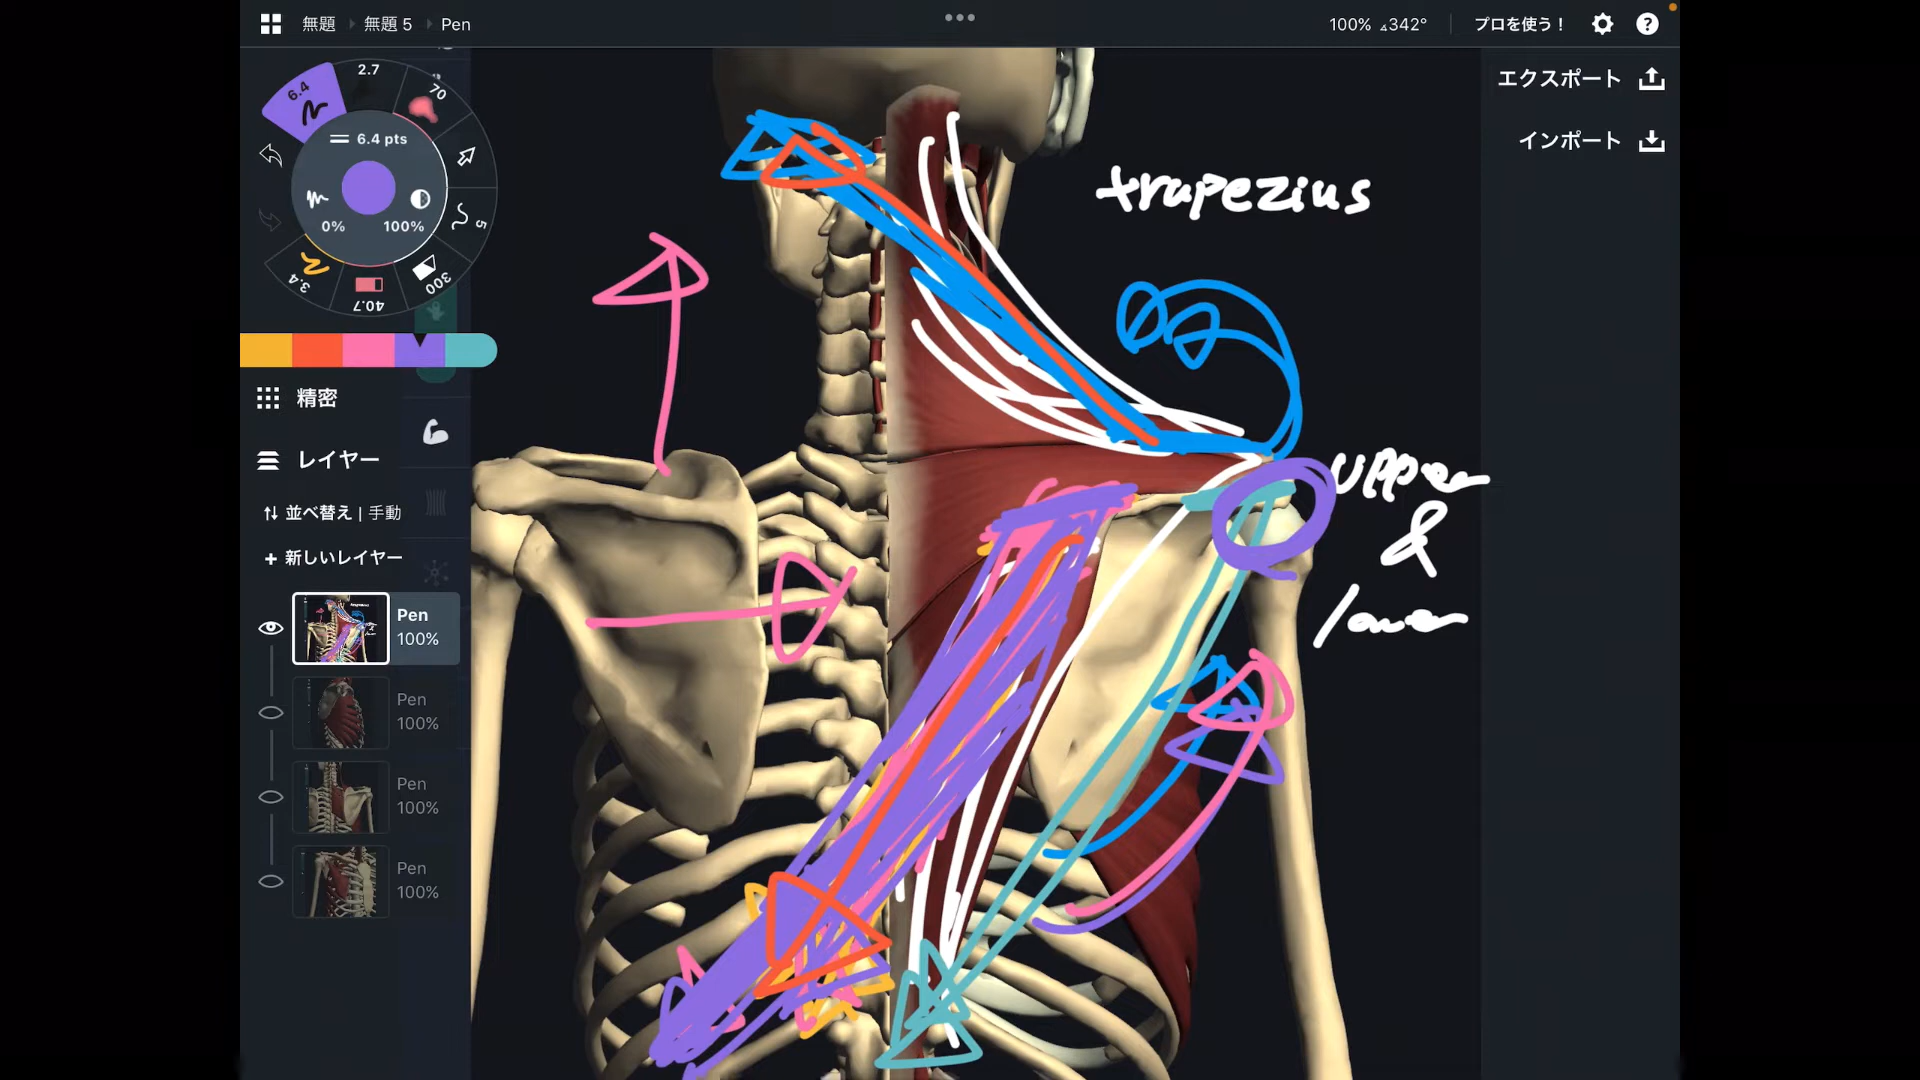 無題 無題 5 Pen
100% ⊿342° プロを使う！
エクスポート
インポート
6.4
2.7
70
6.4 pts
0% 100%
5
300
40.7
3.4
精密
レイヤー
並べ替え | 手動
+ 新しいレイヤー
Pen
100%
Pen
100%
Pen
100%
Pen
100%
trapezius
upper
&
lower